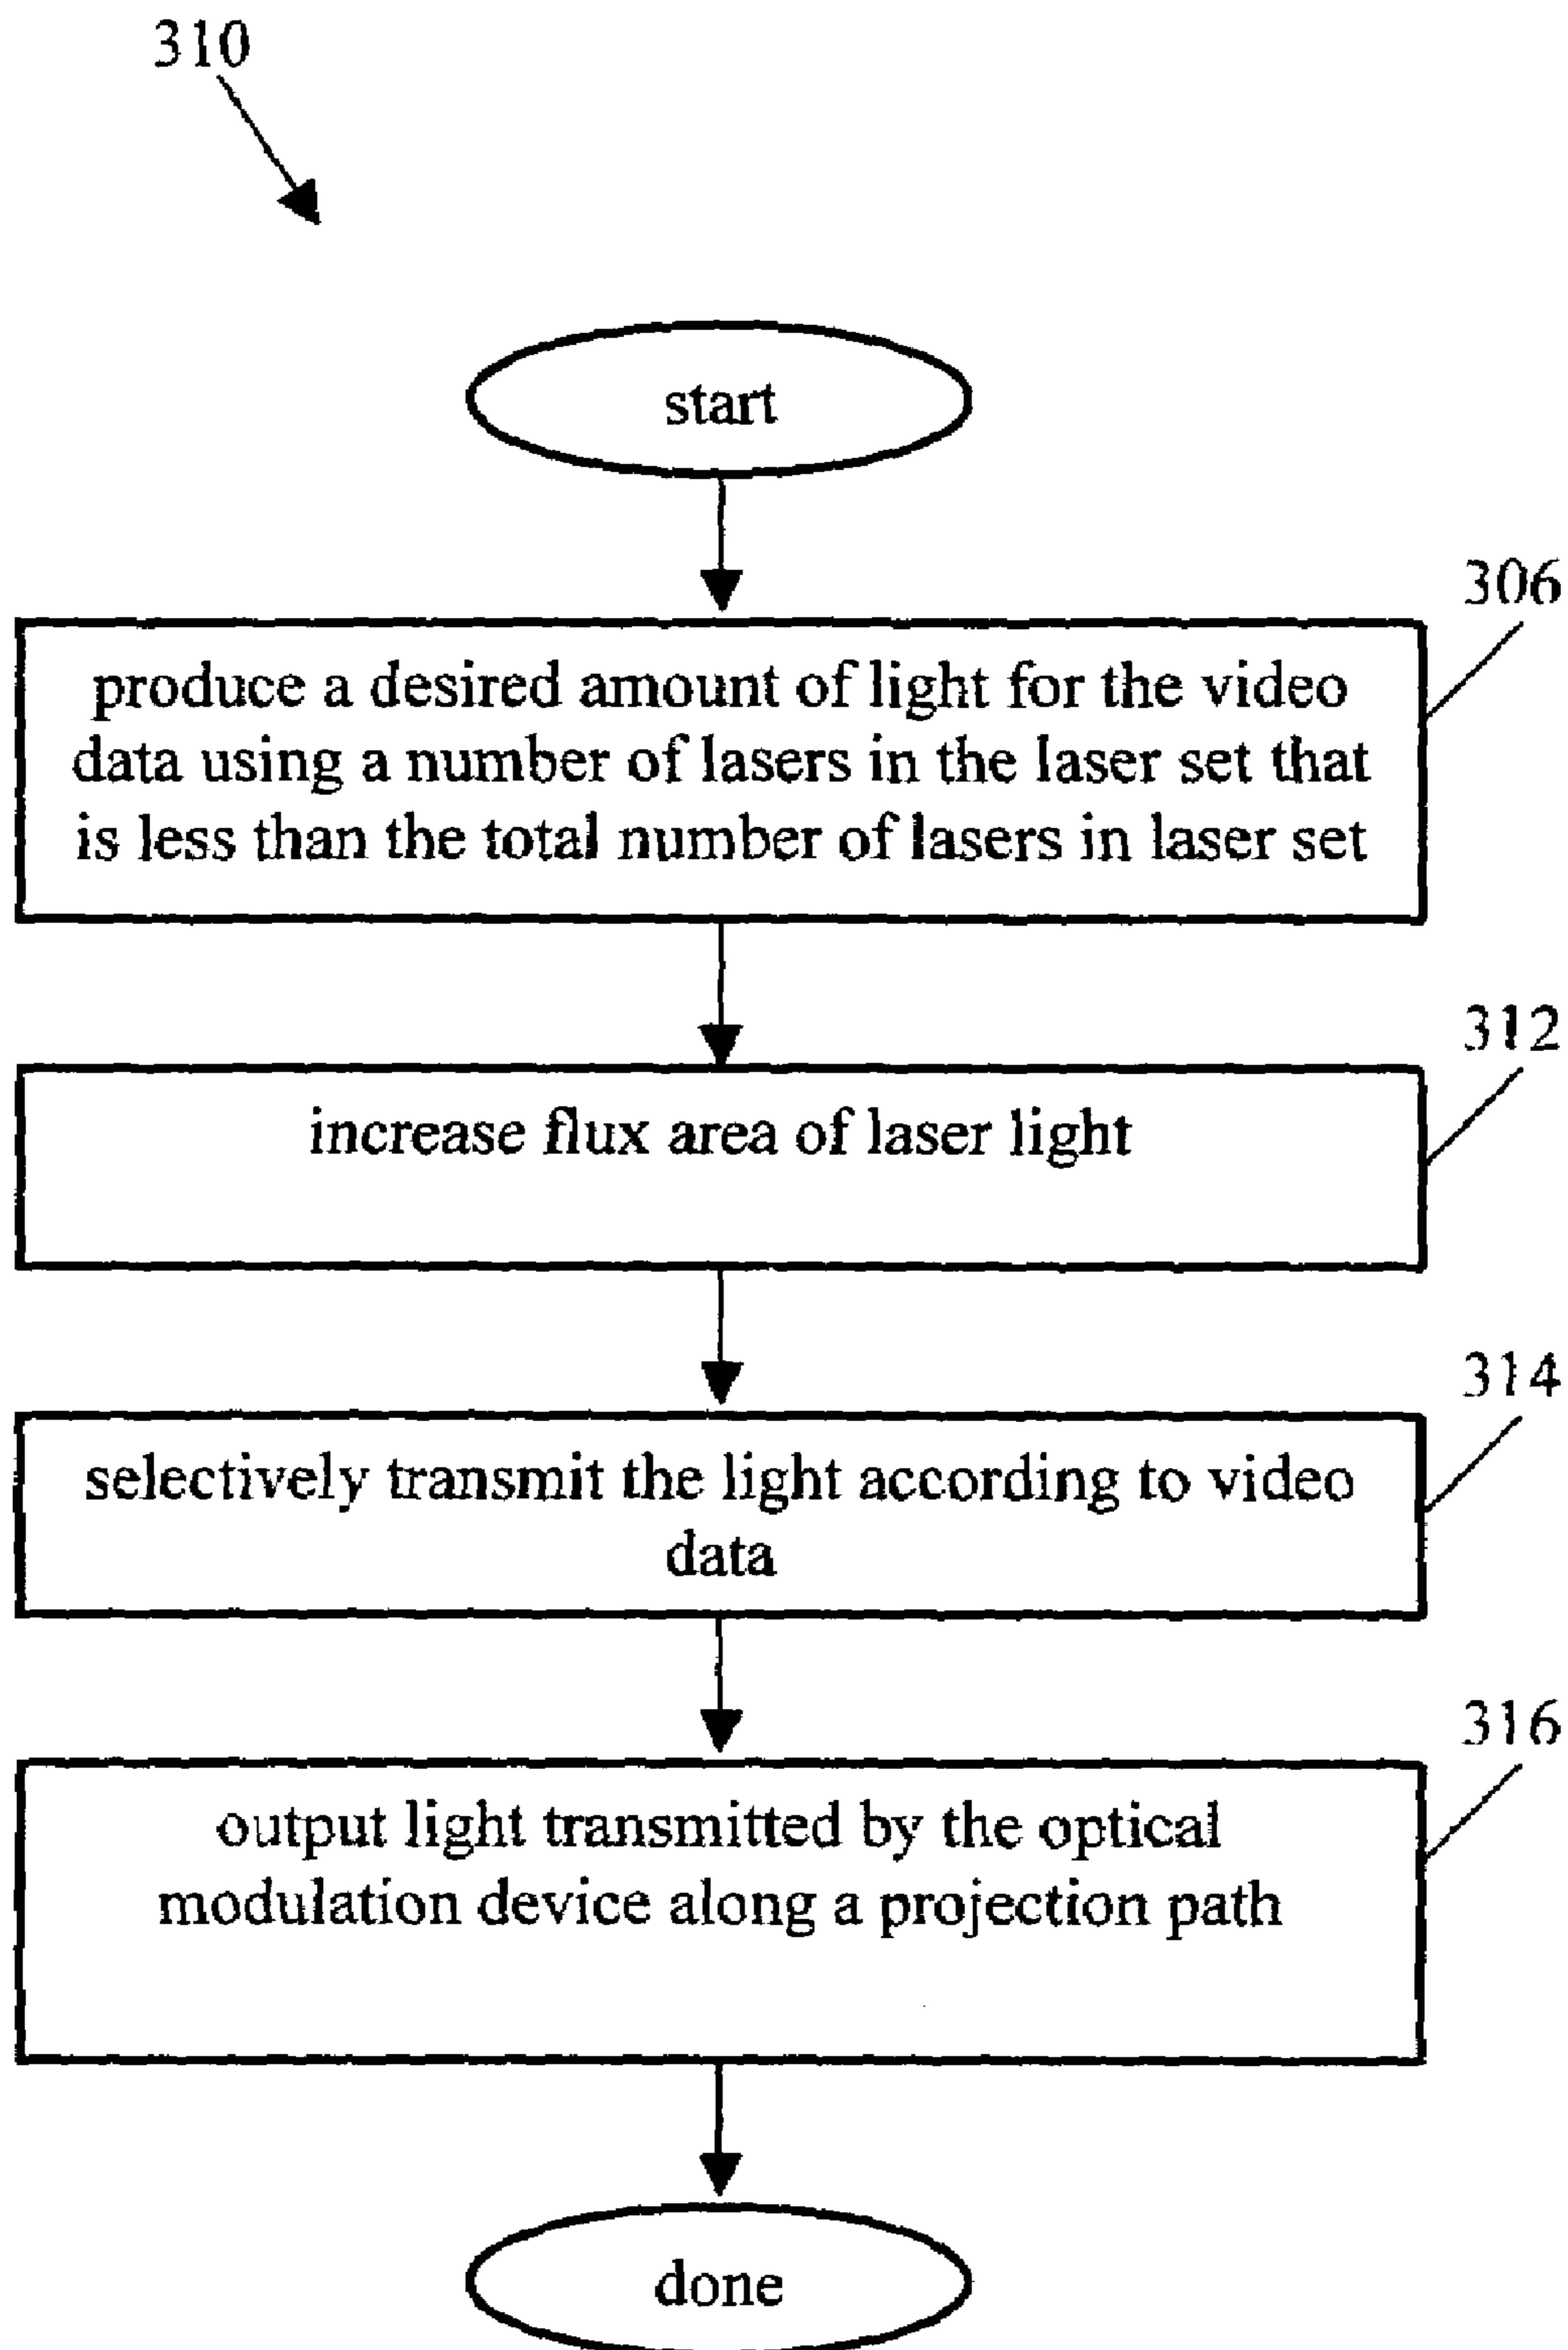 310
start
306
produce a desired amount of light for the video
data using a number of lasers in the laser set that
is less than the total number of lasers in laser set
312
increase flux area of laser light
314
selectively transmit the light according to video
data
316
output light transmitted by the optical
modulation device along a projection path
done